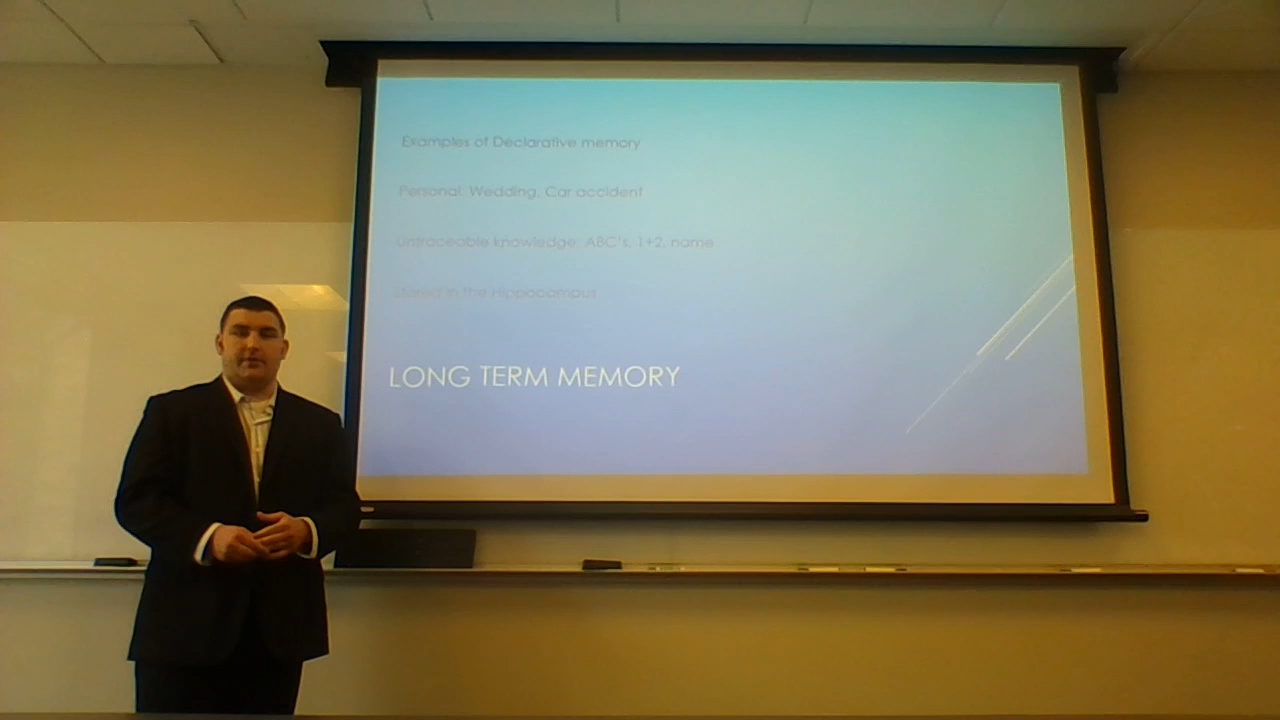 Examples of Declarative memory
Personal: Wedding, Car accident
Untraceable knowledge: ABC's, 1+2, name
Stored in the Hippocampus
LONG TERM MEMORY